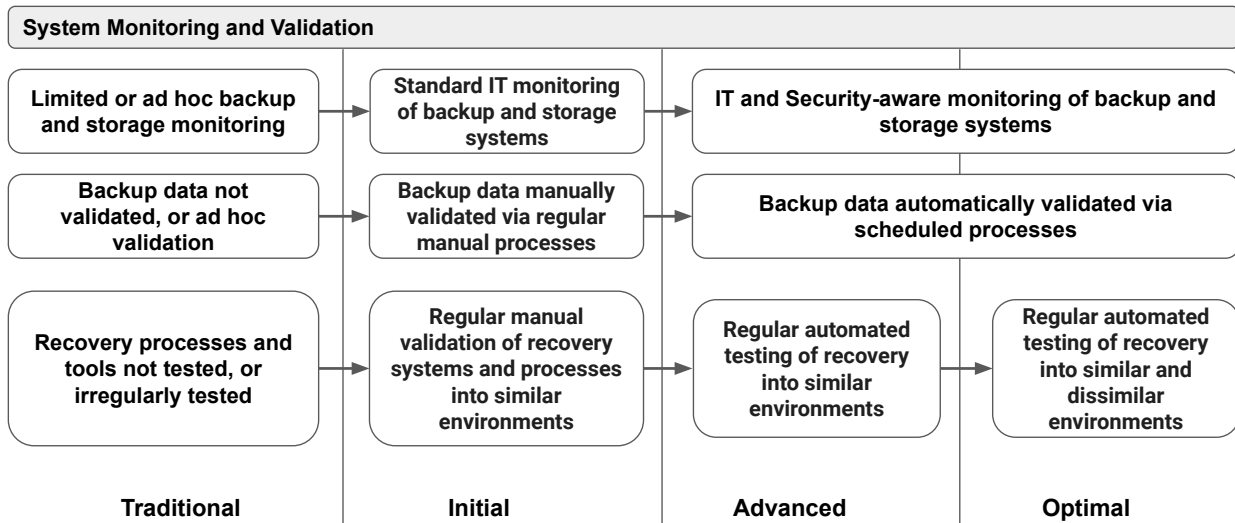 System Monitoring and Validation
Limited or ad hoc backup
and storage monitoring
Standard IT monitoring
of backup and storage
systems
IT and Security-aware monitoring of backup and
storage systems
Backup data not
validated, or ad hoc
validation
Backup data manually
validated via regular
manual processes
Backup data automatically validated via
scheduled processes
Recovery processes and
tools not tested, or
irregularly tested
Regular manual
validation of recovery
systems and processes
into similar
environments
Regular automated
testing of recovery
into similar
environments
Regular automated
testing of recovery
into similar and
dissimilar
environments
Traditional
Initial
Advanced
Optimal